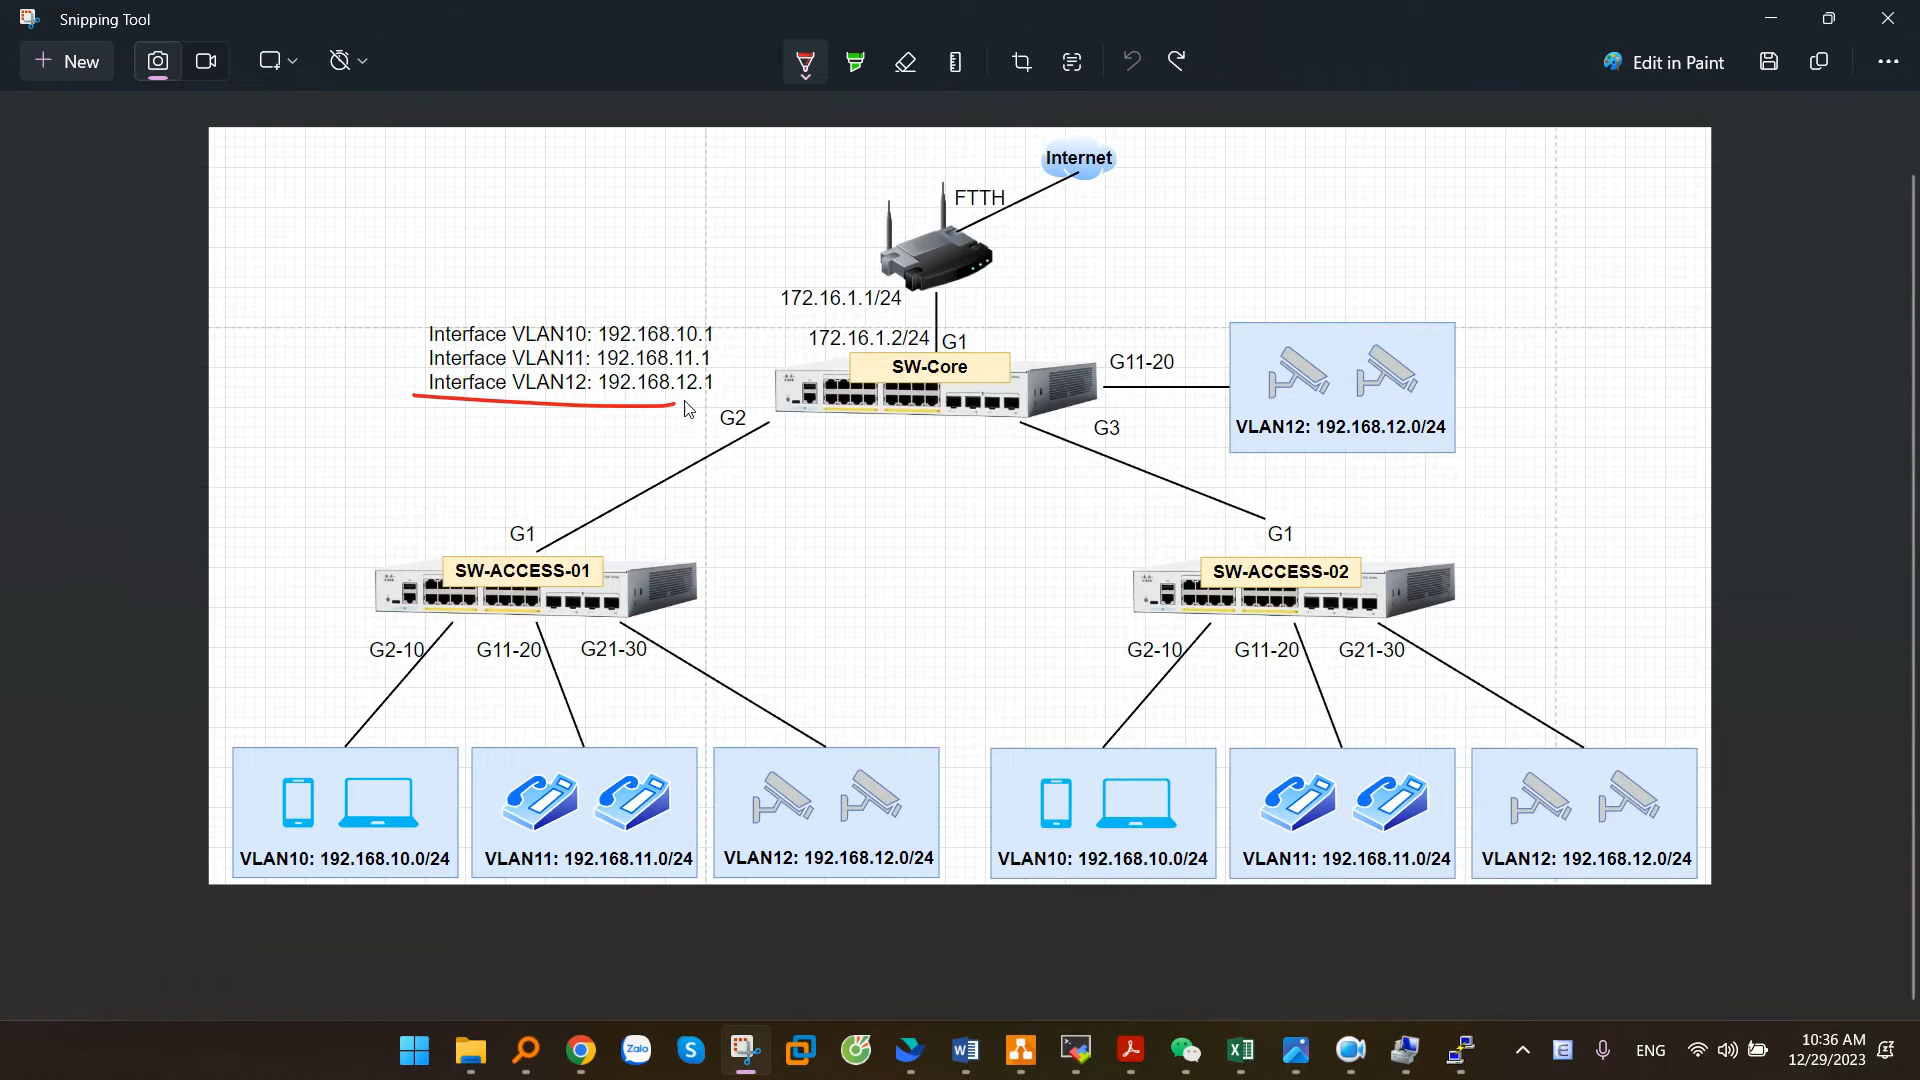 Snipping Tool
New
Edit in Paint
Internet
FTTH
172.16.1.1/24
Interface VLAN10: 192.168.10.1
Interface VLAN11: 192.168.11.1
Interface VLAN12: 192.168.12.1
172.16.1.2/24
G1
SW-Core
G11-20
G2
G3
VLAN12: 192.168.12.0/24
G1
G1
SW-ACCESS-01
SW-ACCESS-02
G2-10
G11-20
G21-30
G2-10
G11-20
G21-30
VLAN10: 192.168.10.0/24
VLAN11: 192.168.11.0/24
VLAN12: 192.168.12.0/24
VLAN10: 192.168.10.0/24
VLAN11: 192.168.11.0/24
VLAN12: 192.168.12.0/24
Zalo
ENG
10:36 AM
12/29/2023